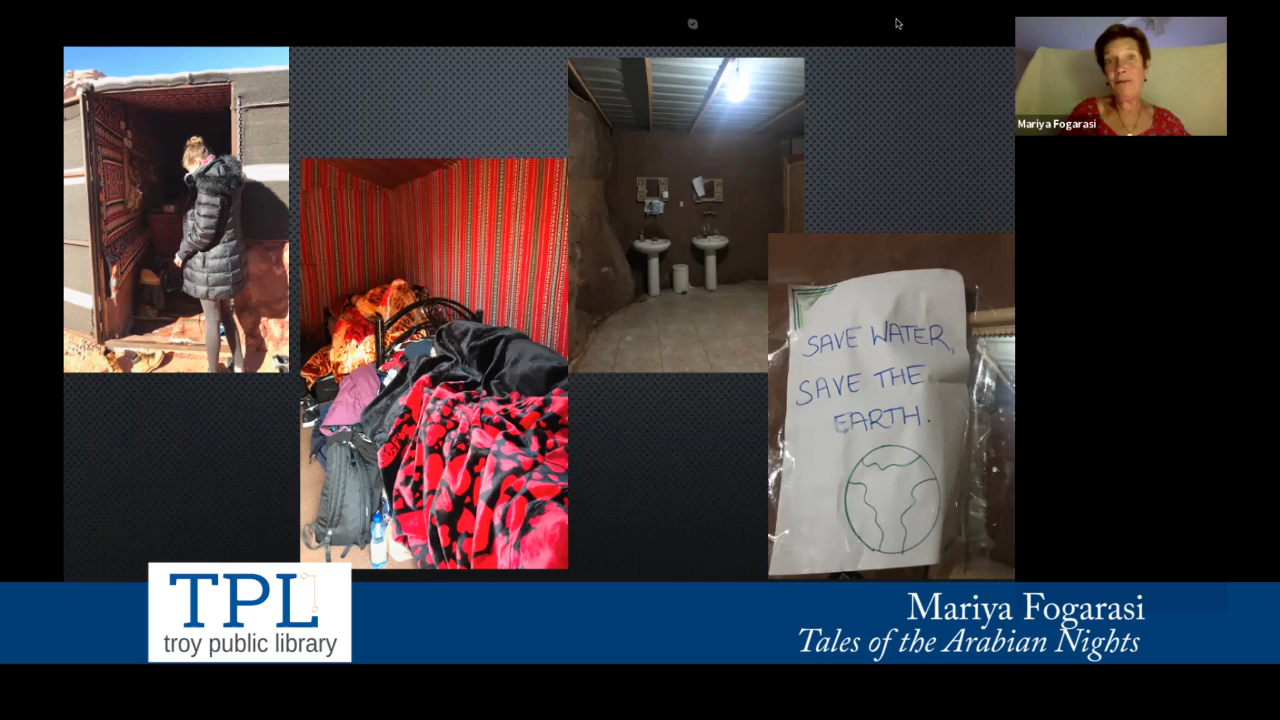 Mariya Fogarasi
SAVE WATER,
SAVE THE
EARTH.
TPL
troy public library
Mariya Fogarasi
Tales of the Arabian Nights